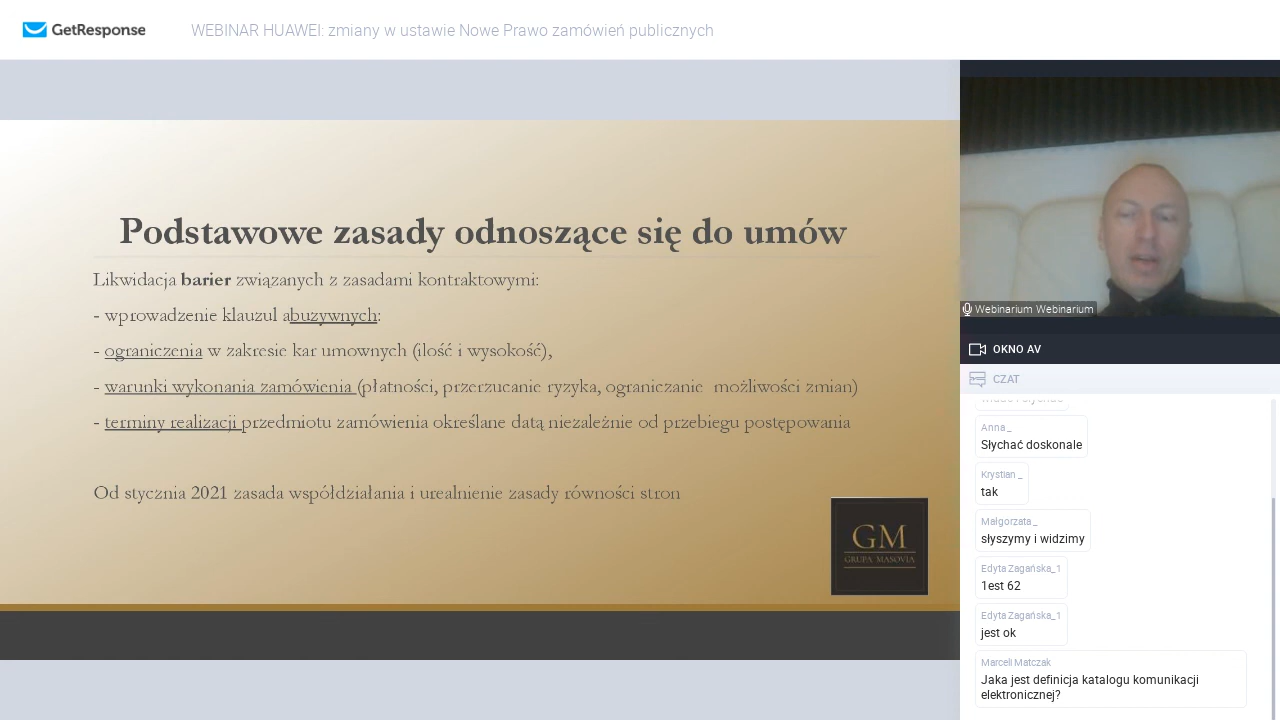 GetResponse
WEBINAR HUAWEI: zmiany w ustawie Nowe Prawo zamówień publicznych
Podstawowe zasady odnoszące się do umów
Likwidacja barier związanych z zasadami kontraktowymi:
- wprowadzenie klauzul abuzywnych:
- ograniczenia w zakresie kar umownych (ilość i wysokość),
- warunki wykonania zamówienia (płatności, przerzucanie ryzyka, ograniczanie  możliwości zmian)
- terminy realizacji przedmiotu zamówienia określane datą niezależnie od przebiegu postępowania
Od stycznia 2021 zasada współdziałania i urealnienie zasady równości stron
GM
GRUPA MASOVIA
Webinarium Webinarium
OKNO AV
CZAT
Anna _
Słychać doskonale
Krystian _
tak
Małgorzata _
słyszymy i widzimy
Edyta Zagańska_1
1est 62
Edyta Zagańska_1
jest ok
Marceli Matczak
Jaka jest definicja katalogu komunikacji
elektronicznej?